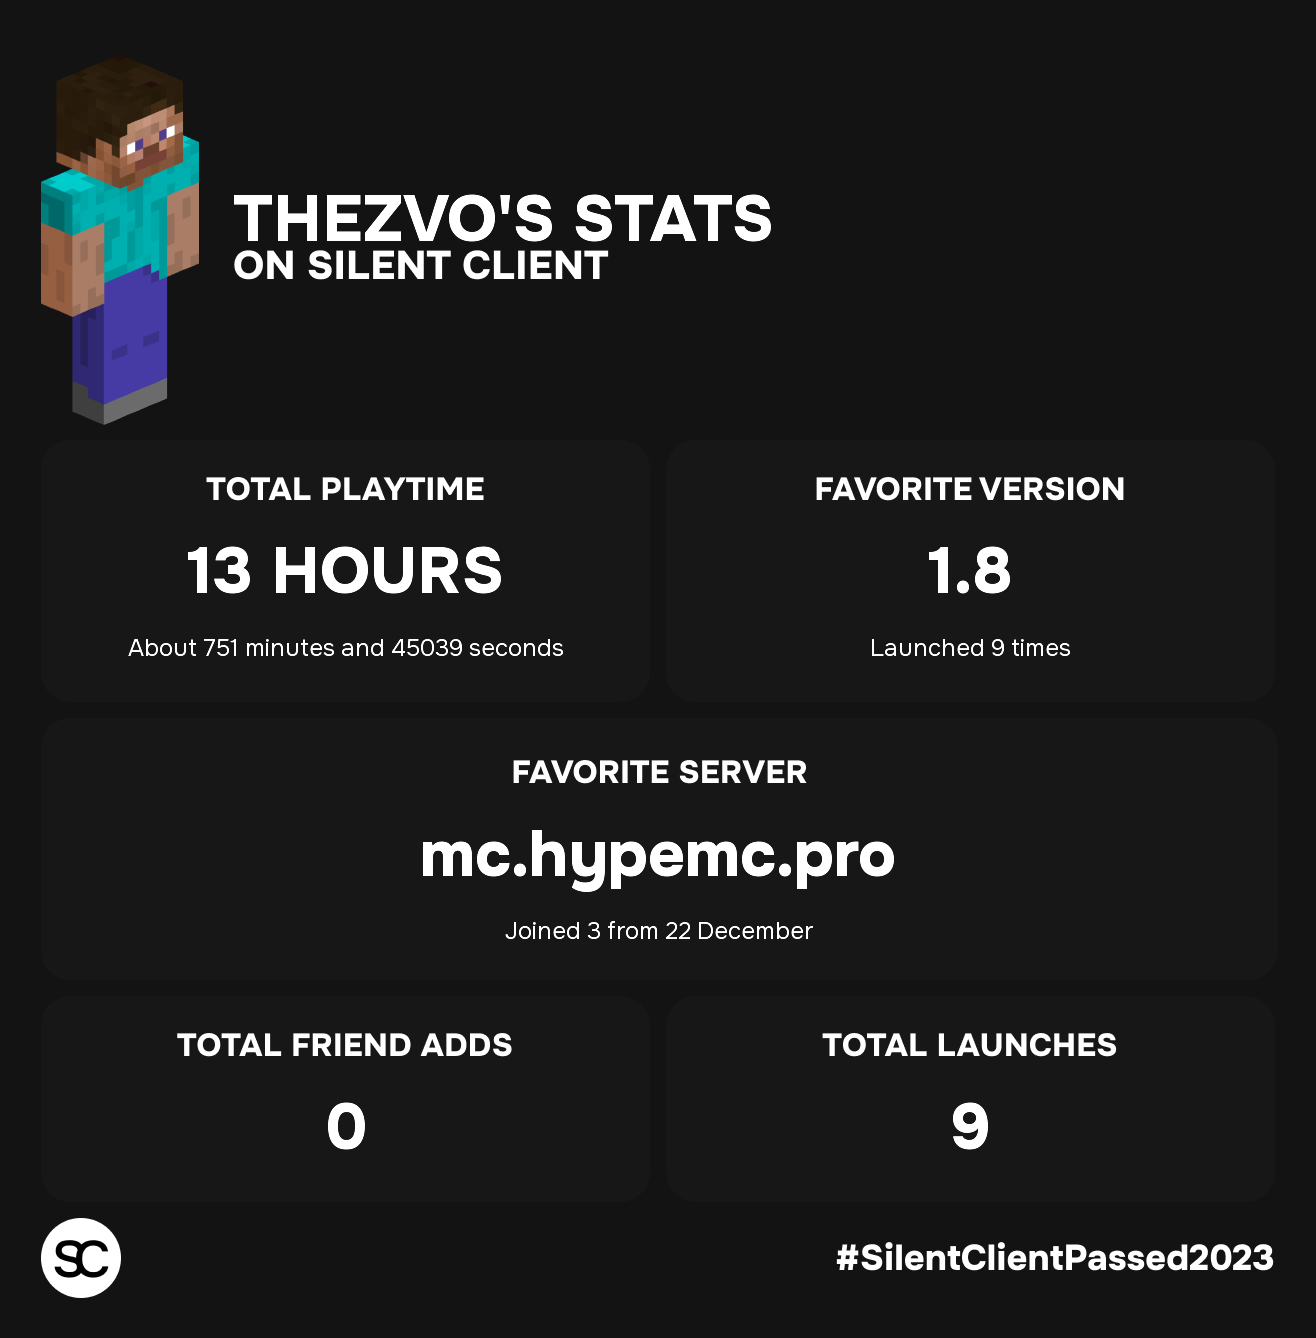 THEZVO'S STATS
ON SILENT CLIENT
TOTAL PLAYTIME
13 HOURS
About 751 minutes and 45039 seconds
FAVORITE VERSION
1.8
Launched 9 times
FAVORITE SERVER
mc.hypemc.pro
Joined 3 from 22 December
TOTAL FRIEND ADDS
0
TOTAL LAUNCHES
9
SC
#SilentClientPassed2023